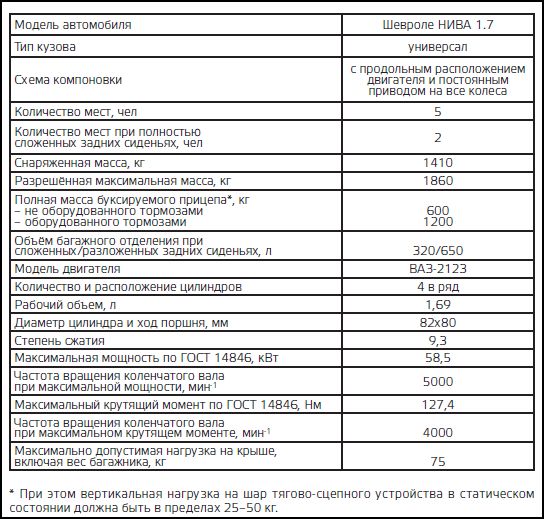 Модель автомобиля Шевроле НИВА 1.7
Тип кузова универсал
Схема компоновки с продольным расположением
двигателя и постоянным
приводом на все колеса
Количество мест, чел 5
Количество мест при полностью
сложенных задних сиденьях, чел 2
Снаряженная масса, кг 1410
Разрешённая максимальная масса, кг 1860
Полная масса буксируемого прицепа*, кг
– не оборудованного тормозами 600
– оборудованного тормозами 1200
Объём багажного отделения при
сложенных/разложенных задних сиденьях, л 320/650
Модель двигателя ВАЗ-2123
Количество и расположение цилиндров 4 в ряд
Рабочий объем, л 1,69
Диаметр цилиндра и ход поршня, мм 82x80
Степень сжатия 9,3
Максимальная мощность по ГОСТ 14846, кВт 58,5
Частота вращения коленчатого вала
при максимальной мощности, мин-1 5000
Максимальный крутящий момент по ГОСТ 14846, Нм 127,4
Частота вращения коленчатого вала
при максимальном крутящем моменте, мин-1 4000
Максимально допустимая нагрузка на крыше,
включая вес багажника, кг 75
* При этом вертикальная нагрузка на шар тягово-сцепного устройства в статическом
состоянии должна быть в пределах 25–50 кг.